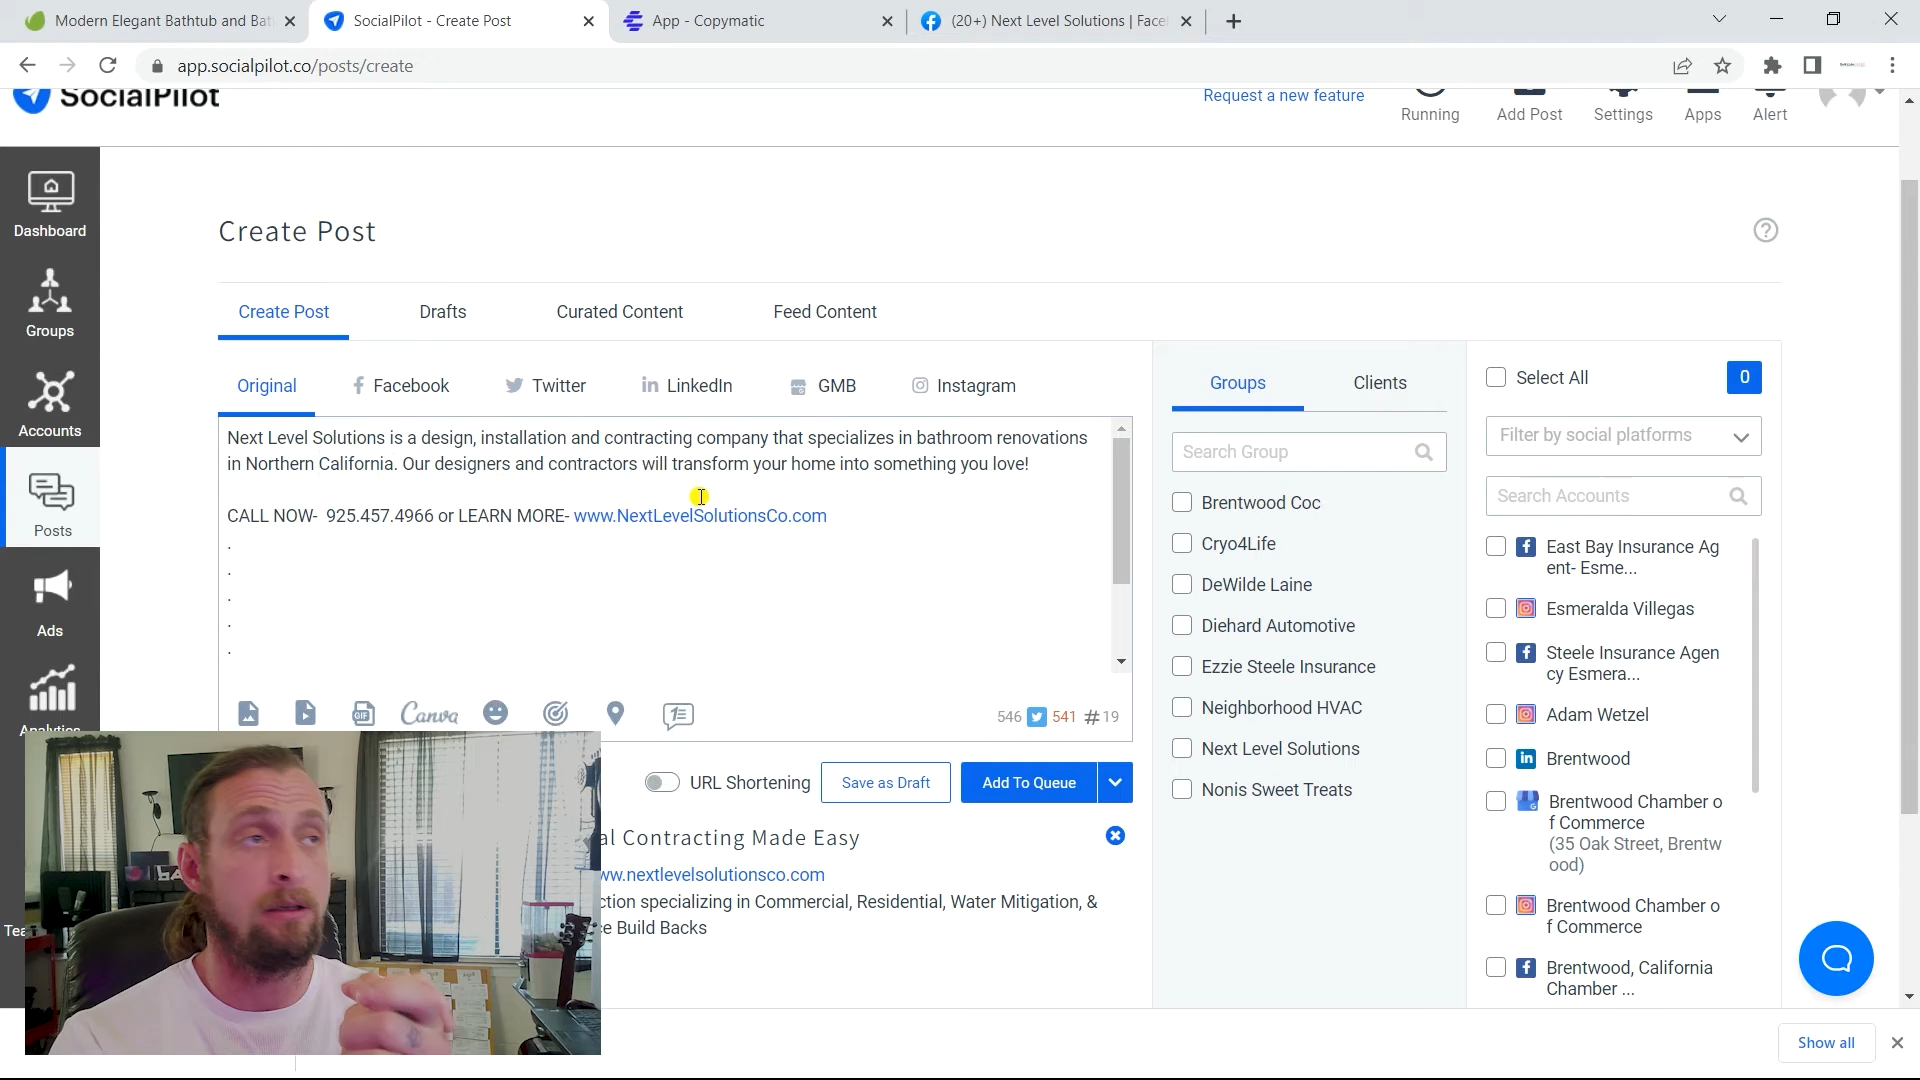 Modern Elegant Bathtub and Bat
SocialPilot - Create Post
App - Copymatic
(20+) Next Level Solutions | Face
app.socialpilot.co/posts/create
SocialPilot
Request a new feature
Running
Add Post
Settings
Apps
Alert
Dashboard
Groups
Accounts
Posts
Ads
Analytics
Tea
Create Post
Create Post
Drafts
Curated Content
Feed Content
Original
Facebook
Twitter
LinkedIn
GMB
Instagram
Next Level Solutions is a design, installation and contracting company that specializes in bathroom renovations
in Northern California. Our designers and contractors will transform your home into something you love!
CALL NOW- 925.457.4966 or LEARN MORE- www.NextLevelSolutionsCo.com
.
.
.
.
.
GIF
Canva
546
541
#19
URL Shortening
Save as Draft
Add To Queue
al Contracting Made Easy
ww.nextlevelsolutionsco.com
ction specializing in Commercial, Residential, Water Mitigation, &
ce Build Backs
Groups
Clients
Search Group
Brentwood Coc
Cryo4Life
DeWilde Laine
Diehard Automotive
Ezzie Steele Insurance
Neighborhood HVAC
Next Level Solutions
Nonis Sweet Treats
Select All
0
Filter by social platforms
Search Accounts
East Bay Insurance Ag
ent- Esme...
Esmeralda Villegas
Steele Insurance Agen
cy Esmera...
Adam Wetzel
Brentwood
Brentwood Chamber o
f Commerce
(35 Oak Street, Brentw
ood)
Brentwood Chamber o
f Commerce
Brentwood, California
Chamber ...
Show all